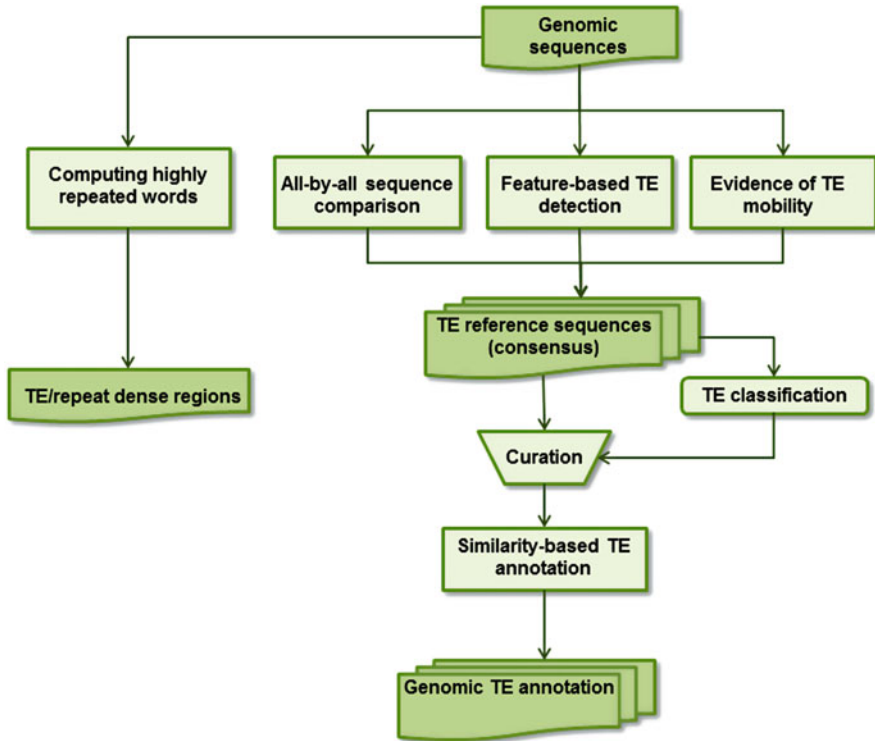 Genomic
sequences
Computing highly
repeated words
All-by-all sequence
comparison
Feature-based TE
detection
Evidence of TE
mobility
TE reference sequences
(consensus)
TE/repeat dense regions
TE classification
Curation
Similarity-based TE
annotation
Genomic TE annotation